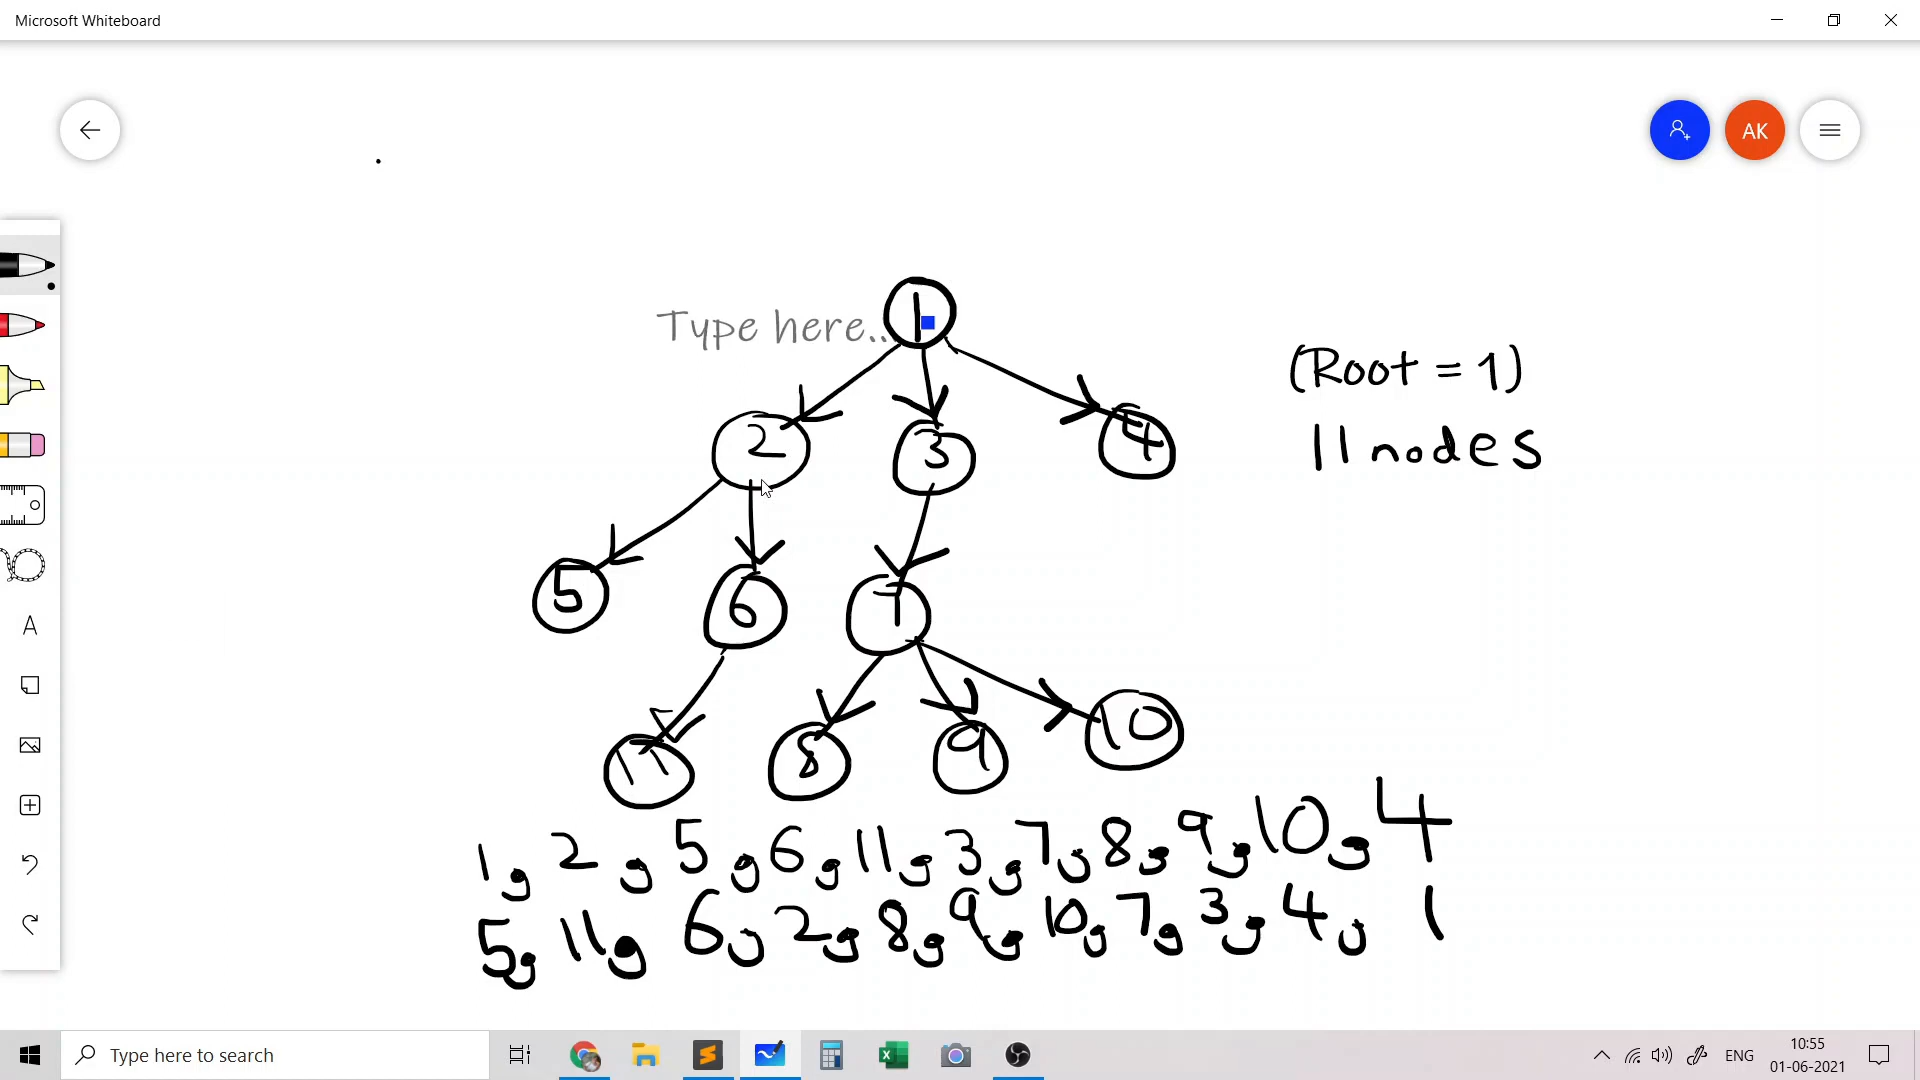 Microsoft Whiteboard
AK
1
Type here...
(Root = 1)
2
3
4
11 nodes
5
6
7
A
11
8
9
10
1, 2, 5, 6, 11, 3, 7, 8, 9, 10, 4
5, 11, 6, 2, 8, 9, 10, 7, 3, 4, 1
Type here to search
ENG
10:55
01-06-2021